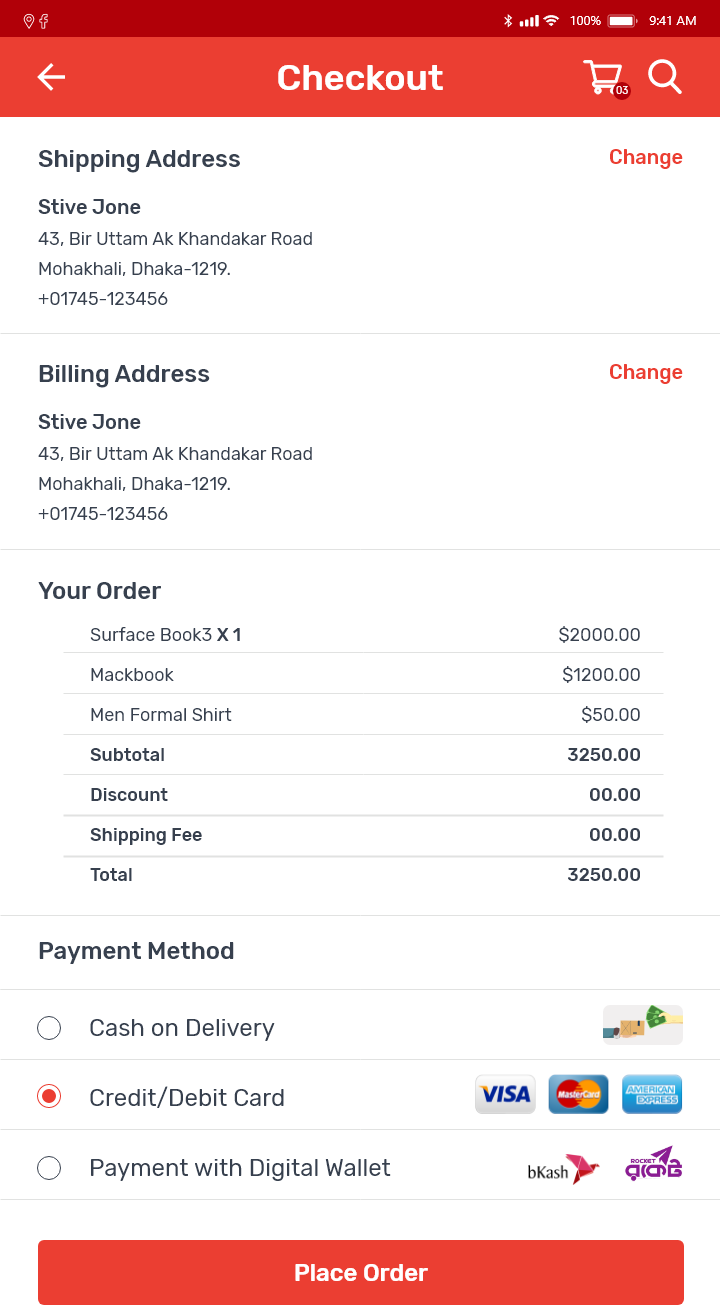 100% 9:41 AM
Checkout
03
Shipping Address Change
Stive Jone
43, Bir Uttam Ak Khandakar Road
Mohakhali, Dhaka-1219.
+01745-123456
Billing Address Change
Stive Jone
43, Bir Uttam Ak Khandakar Road
Mohakhali, Dhaka-1219.
+01745-123456
Your Order
Surface Book3 X 1 $2000.00
Mackbook $1200.00
Men Formal Shirt $50.00
Subtotal 3250.00
Discount 00.00
Shipping Fee 00.00
Total 3250.00
Payment Method
Cash on Delivery
Credit/Debit Card VISA MasterCard AMERICAN EXPRESS
Payment with Digital Wallet bKash ROCKET রকেট
Place Order